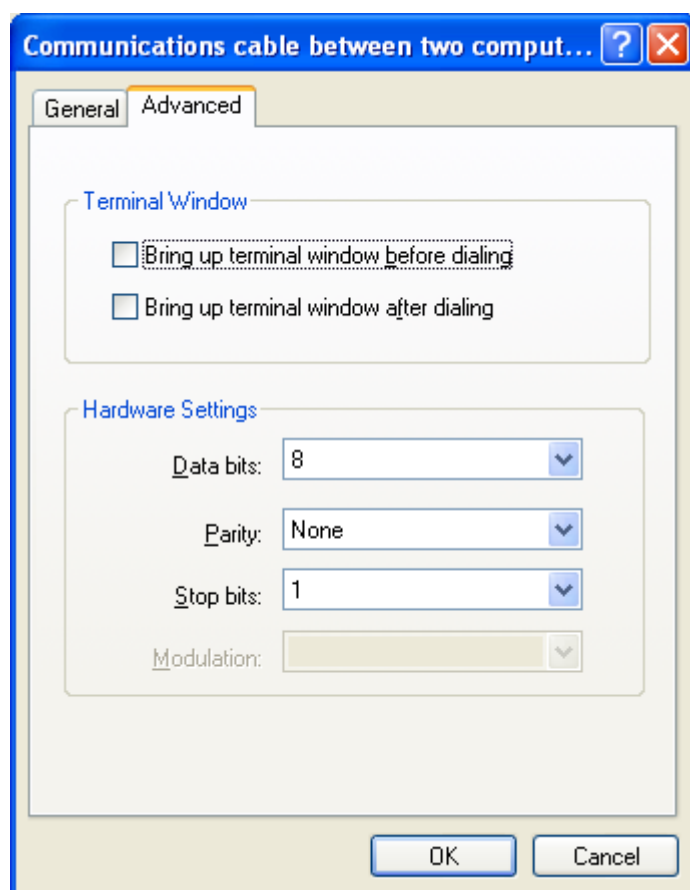 Communications cable between two comput...
General
Advanced
Terminal Window
Bring up terminal window before dialing
Bring up terminal window after dialing
Hardware Settings
Data bits: 8
Parity: None
Stop bits: 1
Modulation:
OK Cancel